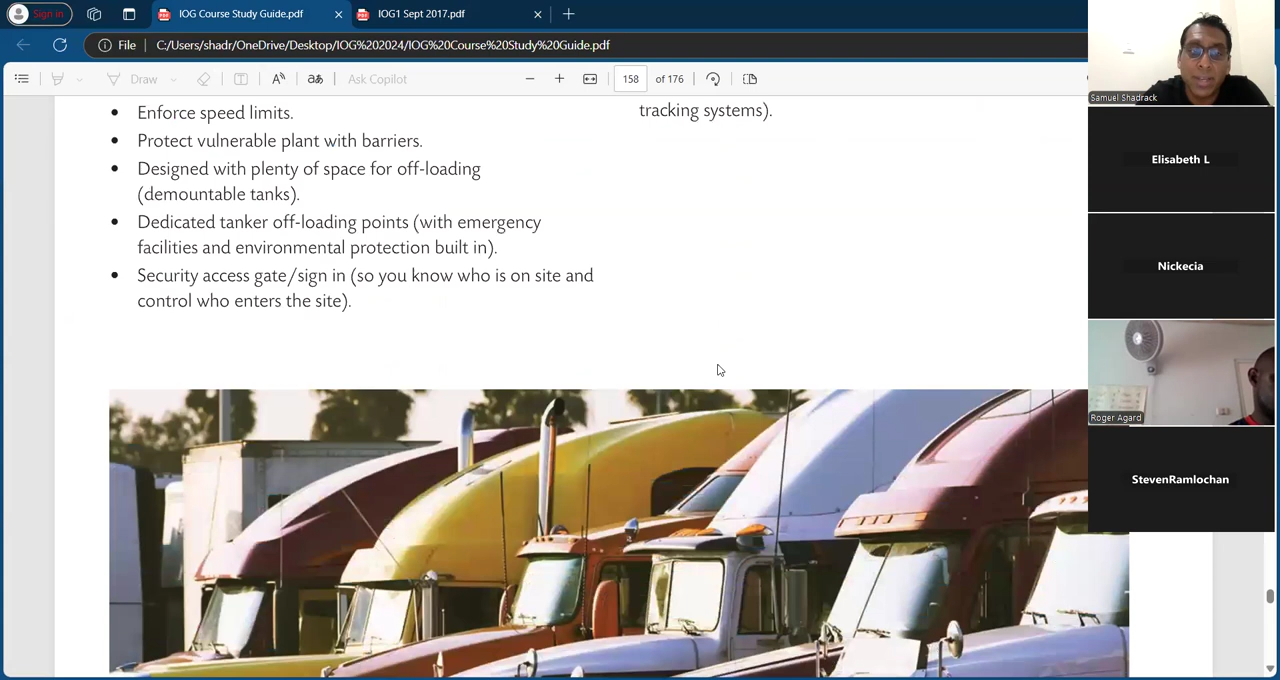 Sign in
IOG Course Study Guide.pdf
IOG1 Sept 2017.pdf
File
C:/Users/shadr/OneDrive/Desktop/IOG%202024/IOG%20Course%20Study%20Guide.pdf
Draw
Ask Copilot
158 of 176
• Enforce speed limits.
• Protect vulnerable plant with barriers.
• Designed with plenty of space for off-loading
(demountable tanks).
• Dedicated tanker off-loading points (with emergency
facilities and environmental protection built in).
• Security access gate/sign in (so you know who is on site and
control who enters the site).
tracking systems).
Samuel Shadrack
Elisabeth L
Nickecia
Roger Agard
StevenRamlochan